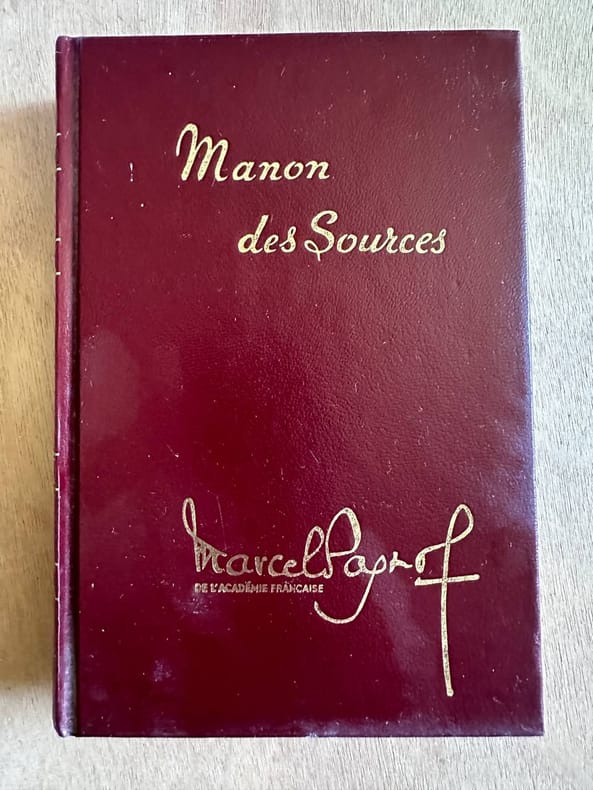 Manon
des Sources
Marcel Pagnol
DE L'ACADÉMIE FRANÇAISE